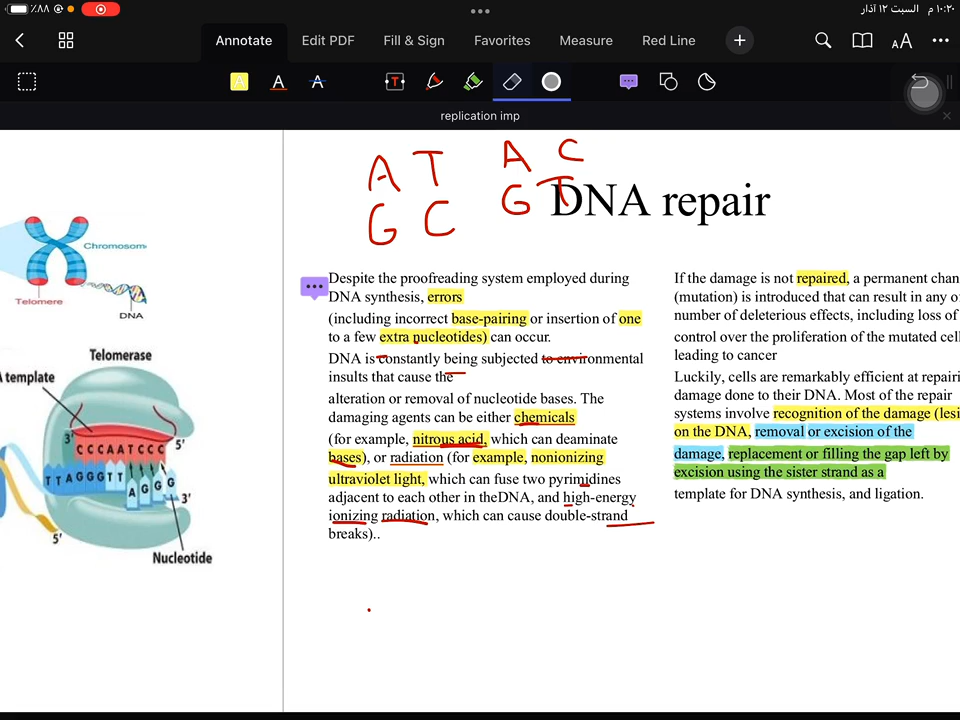 ٪٨٨
١٠:٢٠ م السبت ١٢ آذار
Annotate Edit PDF Fill & Sign Favorites Measure Red Line
AA
A A A T
replication imp
A T A C
G C G T
DNA repair
Chromosom
Telomere
DNA
Telomerase
A template
3' 5'
CCCAATCCC
TTAGGGTT
AGGG
3'
5'
Nucleotide
Despite the proofreading system employed during
DNA synthesis, errors
(including incorrect base-pairing or insertion of one
to a few extra nucleotides) can occur.
DNA is constantly being subjected to environmental
insults that cause the
alteration or removal of nucleotide bases. The
damaging agents can be either chemicals
(for example, nitrous acid, which can deaminate
bases), or radiation (for example, nonionizing
ultraviolet light, which can fuse two pyrimidines
adjacent to each other in theDNA, and high-energy
ionizing radiation, which can cause double-strand
breaks)..
If the damage is not repaired, a permanent chan
(mutation) is introduced that can result in any of
number of deleterious effects, including loss of
control over the proliferation of the mutated cel
leading to cancer
Luckily, cells are remarkably efficient at repairi
damage done to their DNA. Most of the repair
systems involve recognition of the damage (lesi
on the DNA, removal or excision of the
damage, replacement or filling the gap left by
excision using the sister strand as a
template for DNA synthesis, and ligation.